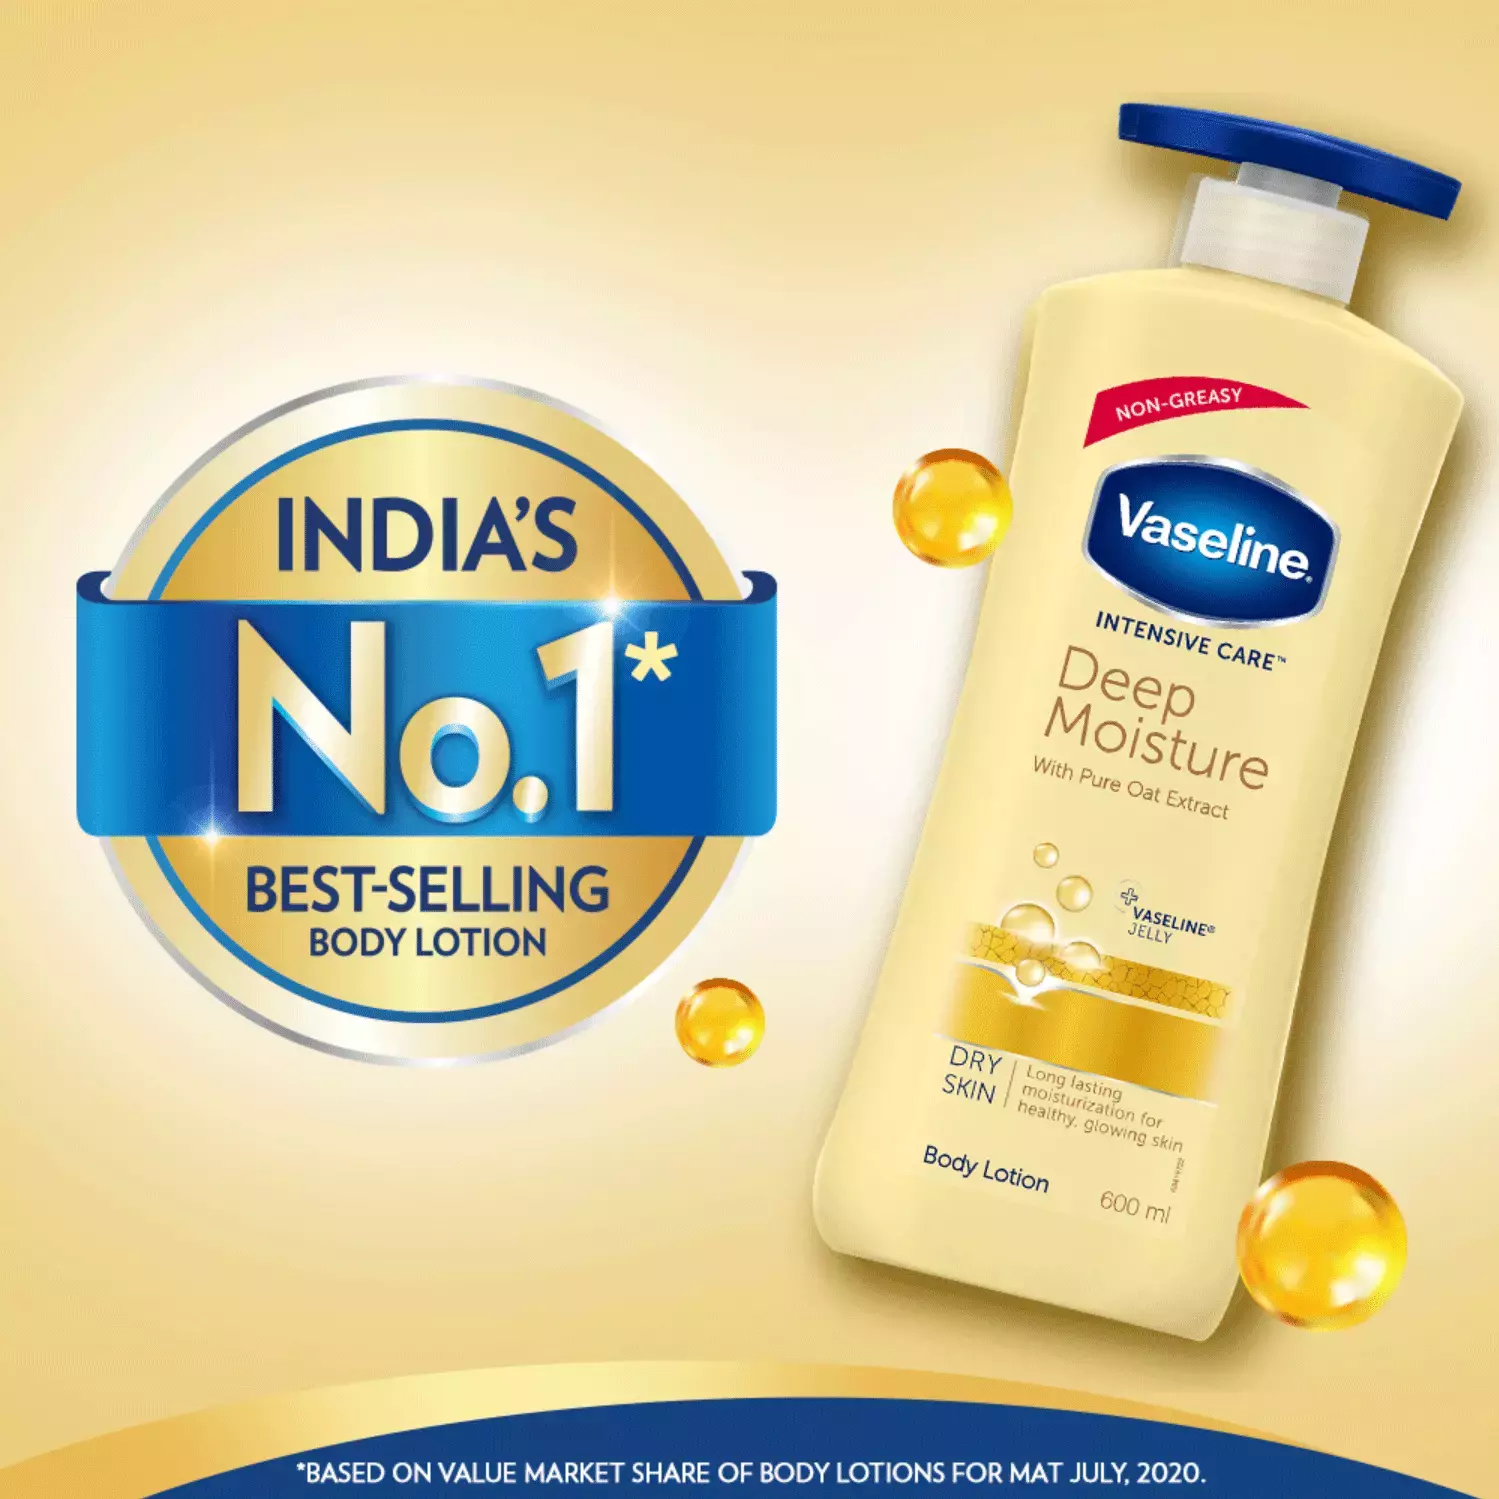 INDIA'S
No.1*
BEST-SELLING
BODY LOTION
NON-GREASY
Vaseline®
INTENSIVE CARE™
Deep
Moisture
With Pure Oat Extract
+
VASELINE®
JELLY
DRY
SKIN
Long lasting
moisturization for
healthy, glowing skin
Body Lotion
600 ml
*BASED ON VALUE MARKET SHARE OF BODY LOTIONS FOR MAT JULY, 2020.